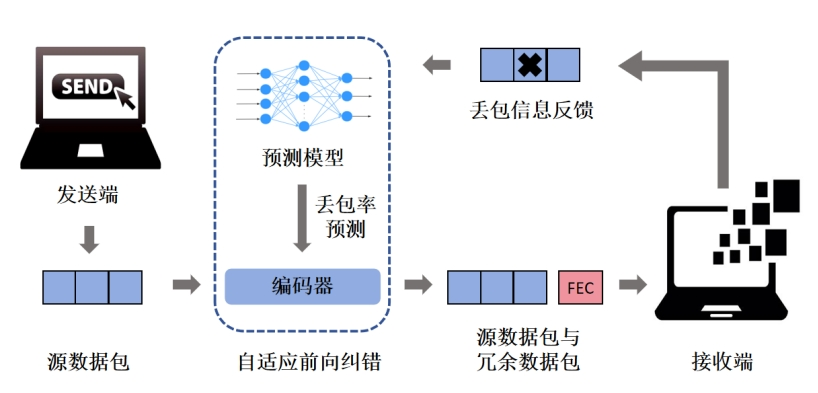 SEND
发送端
源数据包
预测模型
丢包率
预测
编码器
自适应前向纠错
丢包信息反馈
FEC
源数据包与
冗余数据包
接收端